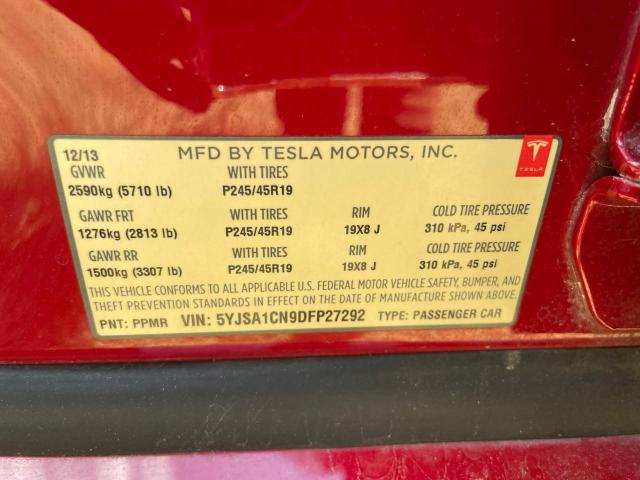 12/13 MFD BY TESLA MOTORS, INC.
TESLA
GVWR WITH TIRES
2590kg (5710 lb) P245/45R19
GAWR FRT WITH TIRES RIM COLD TIRE PRESSURE
1276kg (2813 lb) P245/45R19 19X8 J 310 kPa, 45 psi
GAWR RR WITH TIRES RIM COLD TIRE PRESSURE
1500kg (3307 lb) P245/45R19 19X8 J 310 kPa, 45 psi
THIS VEHICLE CONFORMS TO ALL APPLICABLE U.S. FEDERAL MOTOR VEHICLE SAFETY, BUMPER, AND
THEFT PREVENTION STANDARDS IN EFFECT ON THE DATE OF MANUFACTURE SHOWN ABOVE.
PNT: PPMR VIN: 5YJSA1CN9DFP27292 TYPE: PASSENGER CAR